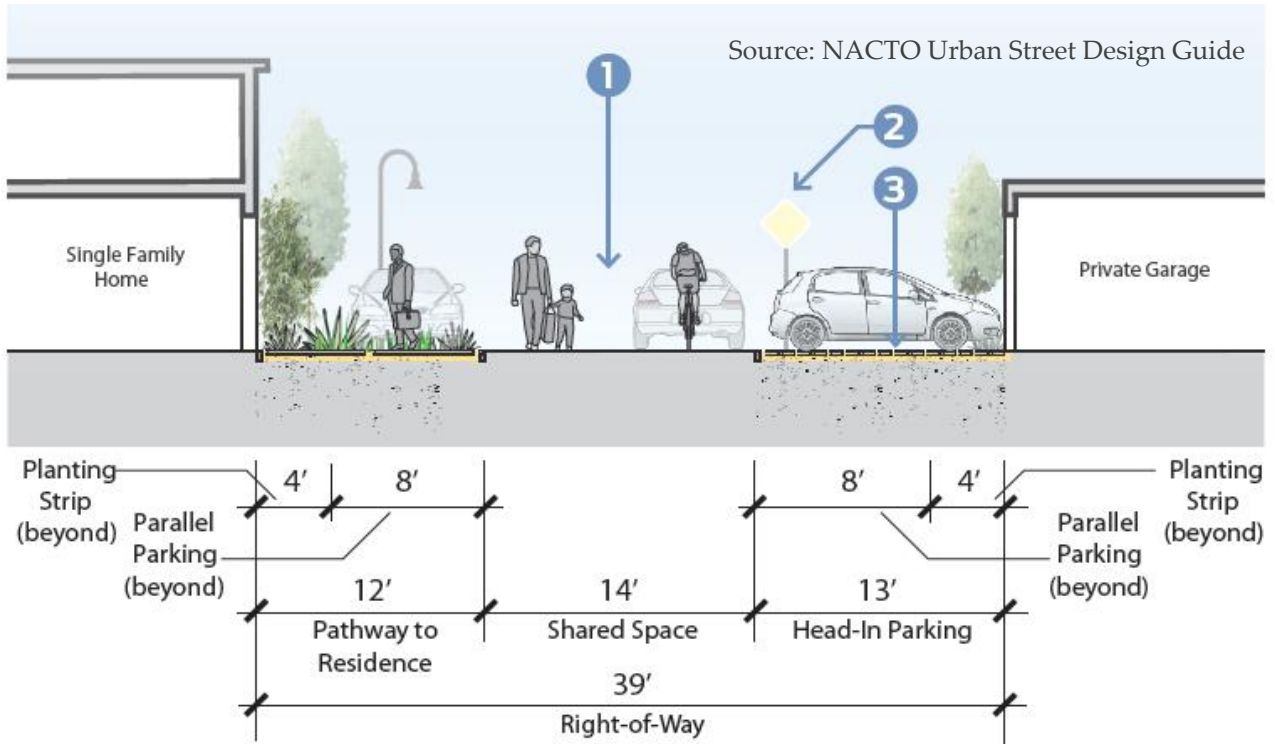 Source: NACTO Urban Street Design Guide
1
2
3
Single Family
Home
Private Garage
Planting
Strip
(beyond)
4'
8'
8'
4'
Planting
Strip
(beyond)
Parallel
Parking
(beyond)
Parallel
Parking
(beyond)
12'
14'
13'
Pathway to
Residence
Shared Space
Head-In Parking
39'
Right-of-Way